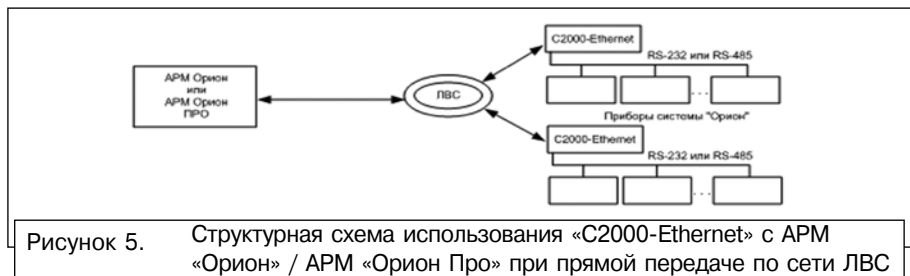 C2000-Ethernet
RS-232 или RS-485
АРМ Орион
или
АРМ Орион
ПРО
ЛВС
Приборы системы "Орион"
C2000-Ethernet
RS-232 или RS-485
Рисунок 5. Структурная схема использования «С2000-Ethernet» с АРМ
«Орион» / АРМ «Орион Про» при прямой передаче по сети ЛВС